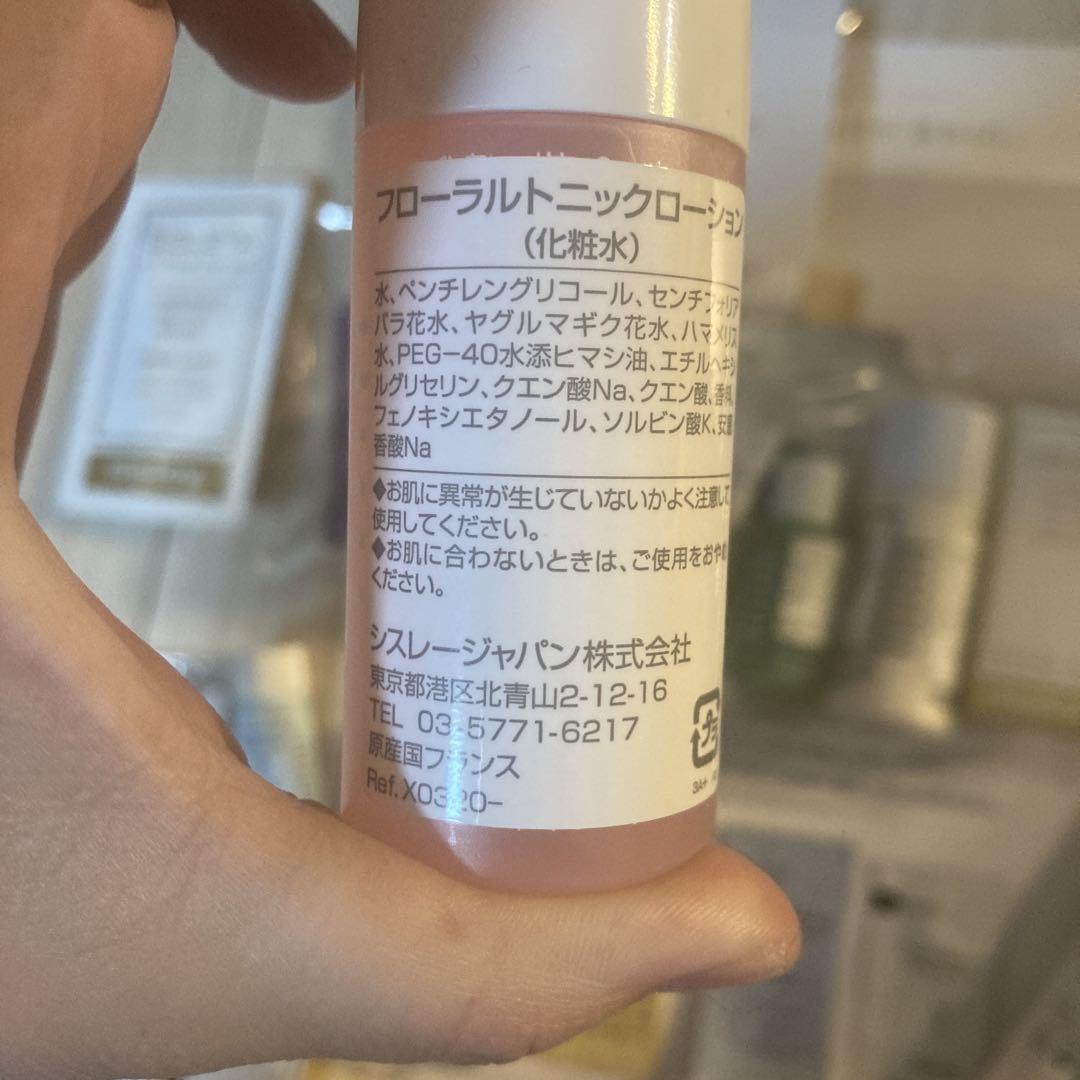 フローラルトニックローション
（化粧水）
水、ペンチレングリコール、センチフォリア
バラ花水、ヤグルマギク花水、ハマメリス
水、PEG−40水添ヒマシ油、エチルヘキシ
ルグリセリン、クエン酸Na、クエン酸、香料、
フェノキシエタノール、ソルビン酸K、安息
香酸Na
◆お肌に異常が生じていないかよく注意して
使用してください。
◆お肌に合わないときは、ご使用をおやめ
ください。
シスレージャパン株式会社
東京都港区北青山2-12-16
TEL 03-5771-6217
原産国フランス
Ref.X0320−
プラ
3A+